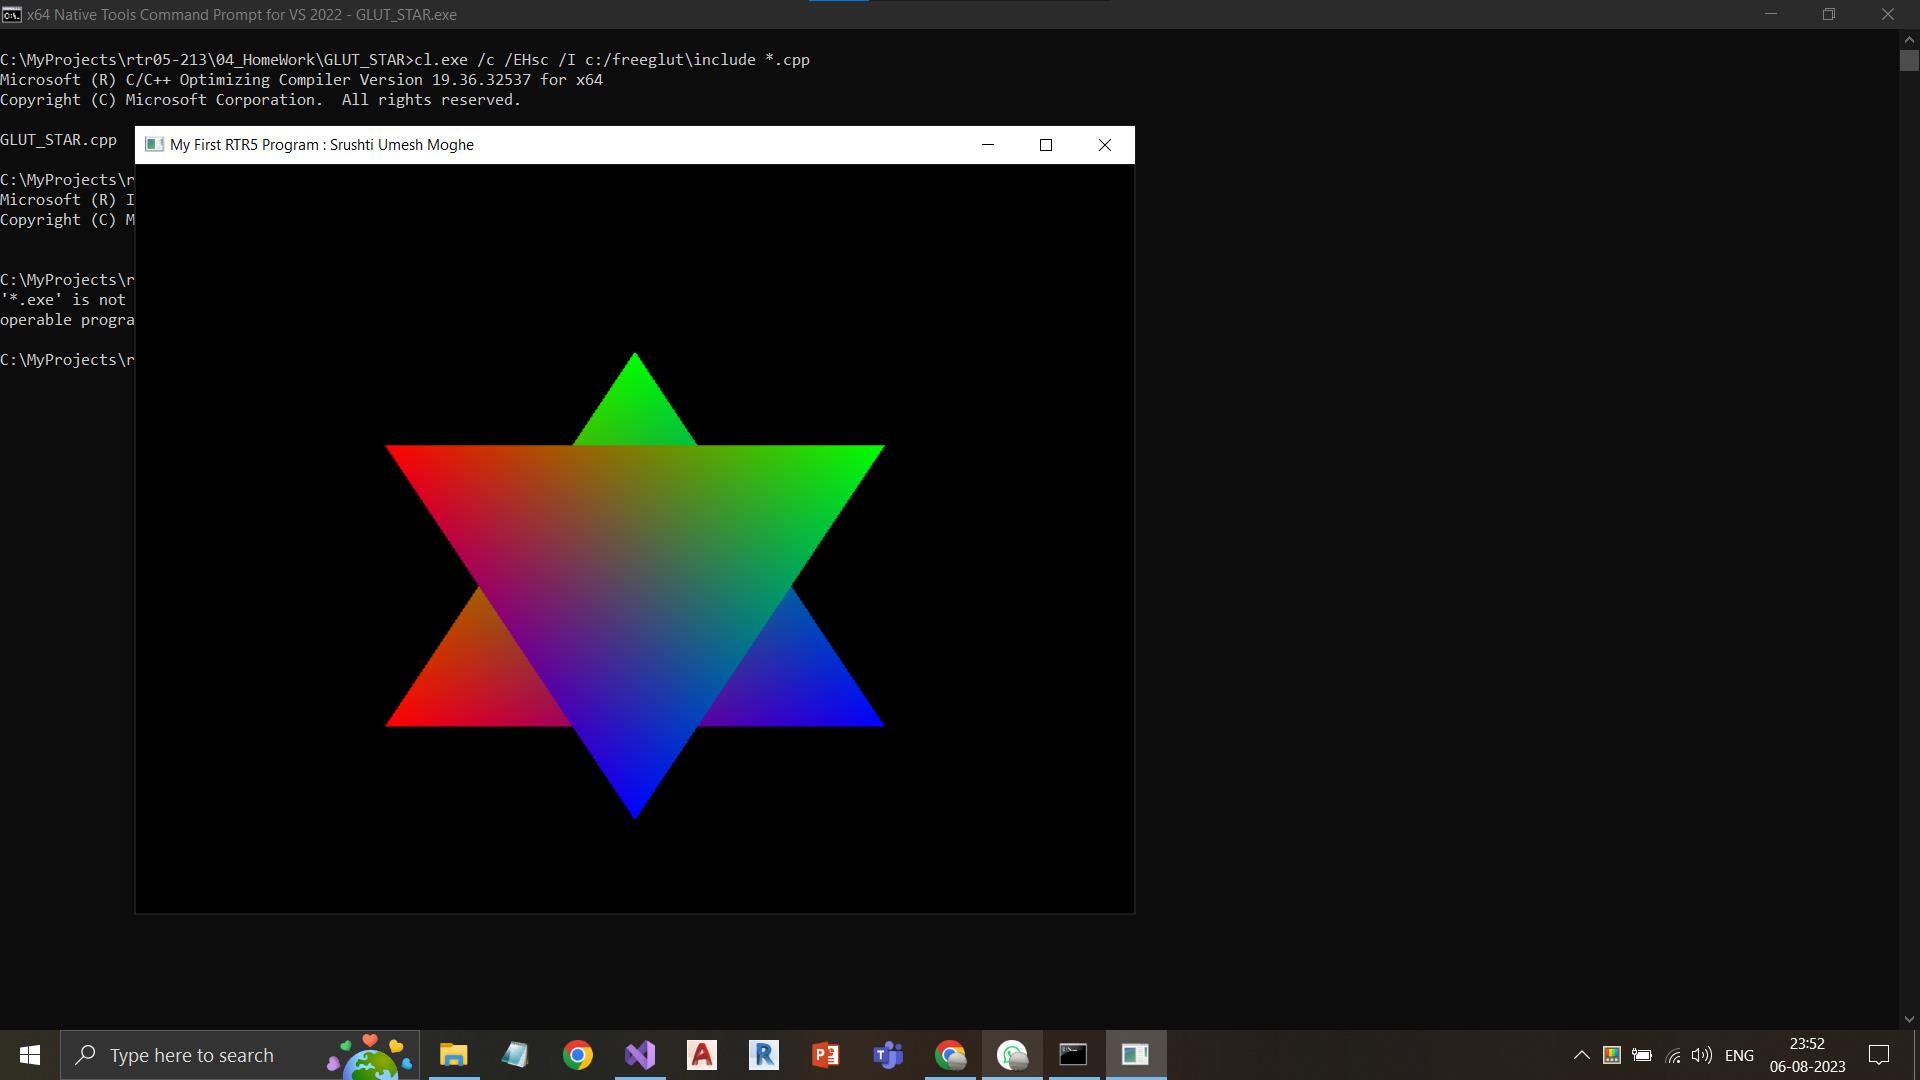 x64 Native Tools Command Prompt for VS 2022 - GLUT_STAR.exe
C:\MyProjects\rtr05-213\04_HomeWork\GLUT_STAR>cl.exe /c /EHsc /I c:/freeglut\include *.cpp
Microsoft (R) C/C++ Optimizing Compiler Version 19.36.32537 for x64
Copyright (C) Microsoft Corporation.  All rights reserved.
GLUT_STAR.cpp
My First RTR5 Program : Srushti Umesh Moghe
C:\MyProjects\r
Microsoft (R) I
Copyright (C) M
C:\MyProjects\r
'*.exe' is not
operable progra
C:\MyProjects\r
Type here to search
ENG
23:52
06-08-2023